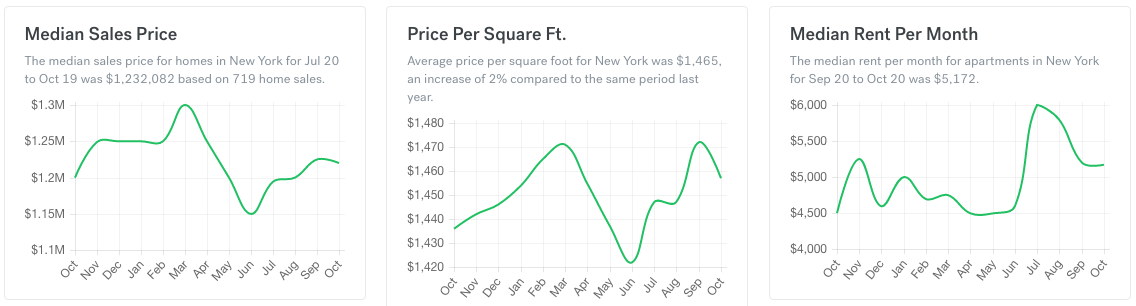 Median Sales Price
The median sales price for homes in New York for Jul 20
to Oct 19 was $1,232,082 based on 719 home sales.
$1.3M
$1.25M
$1.2M
$1.15M
$1.1M
Oct Nov Dec Jan Feb Mar Apr May Jun Jul Aug Sep Oct
Price Per Square Ft.
Average price per square foot for New York was $1,465,
an increase of 2% compared to the same period last
year.
$1,480
$1,470
$1,460
$1,450
$1,440
$1,430
$1,420
Oct Nov Dec Jan Feb Mar Apr May Jun Jul Aug Sep Oct
Median Rent Per Month
The median rent per month for apartments in New York
for Sep 20 to Oct 20 was $5,172.
$6,000
$5,500
$5,000
$4,500
$4,000
Oct Nov Dec Jan Feb Mar Apr May Jun Jul Aug Sep Oct